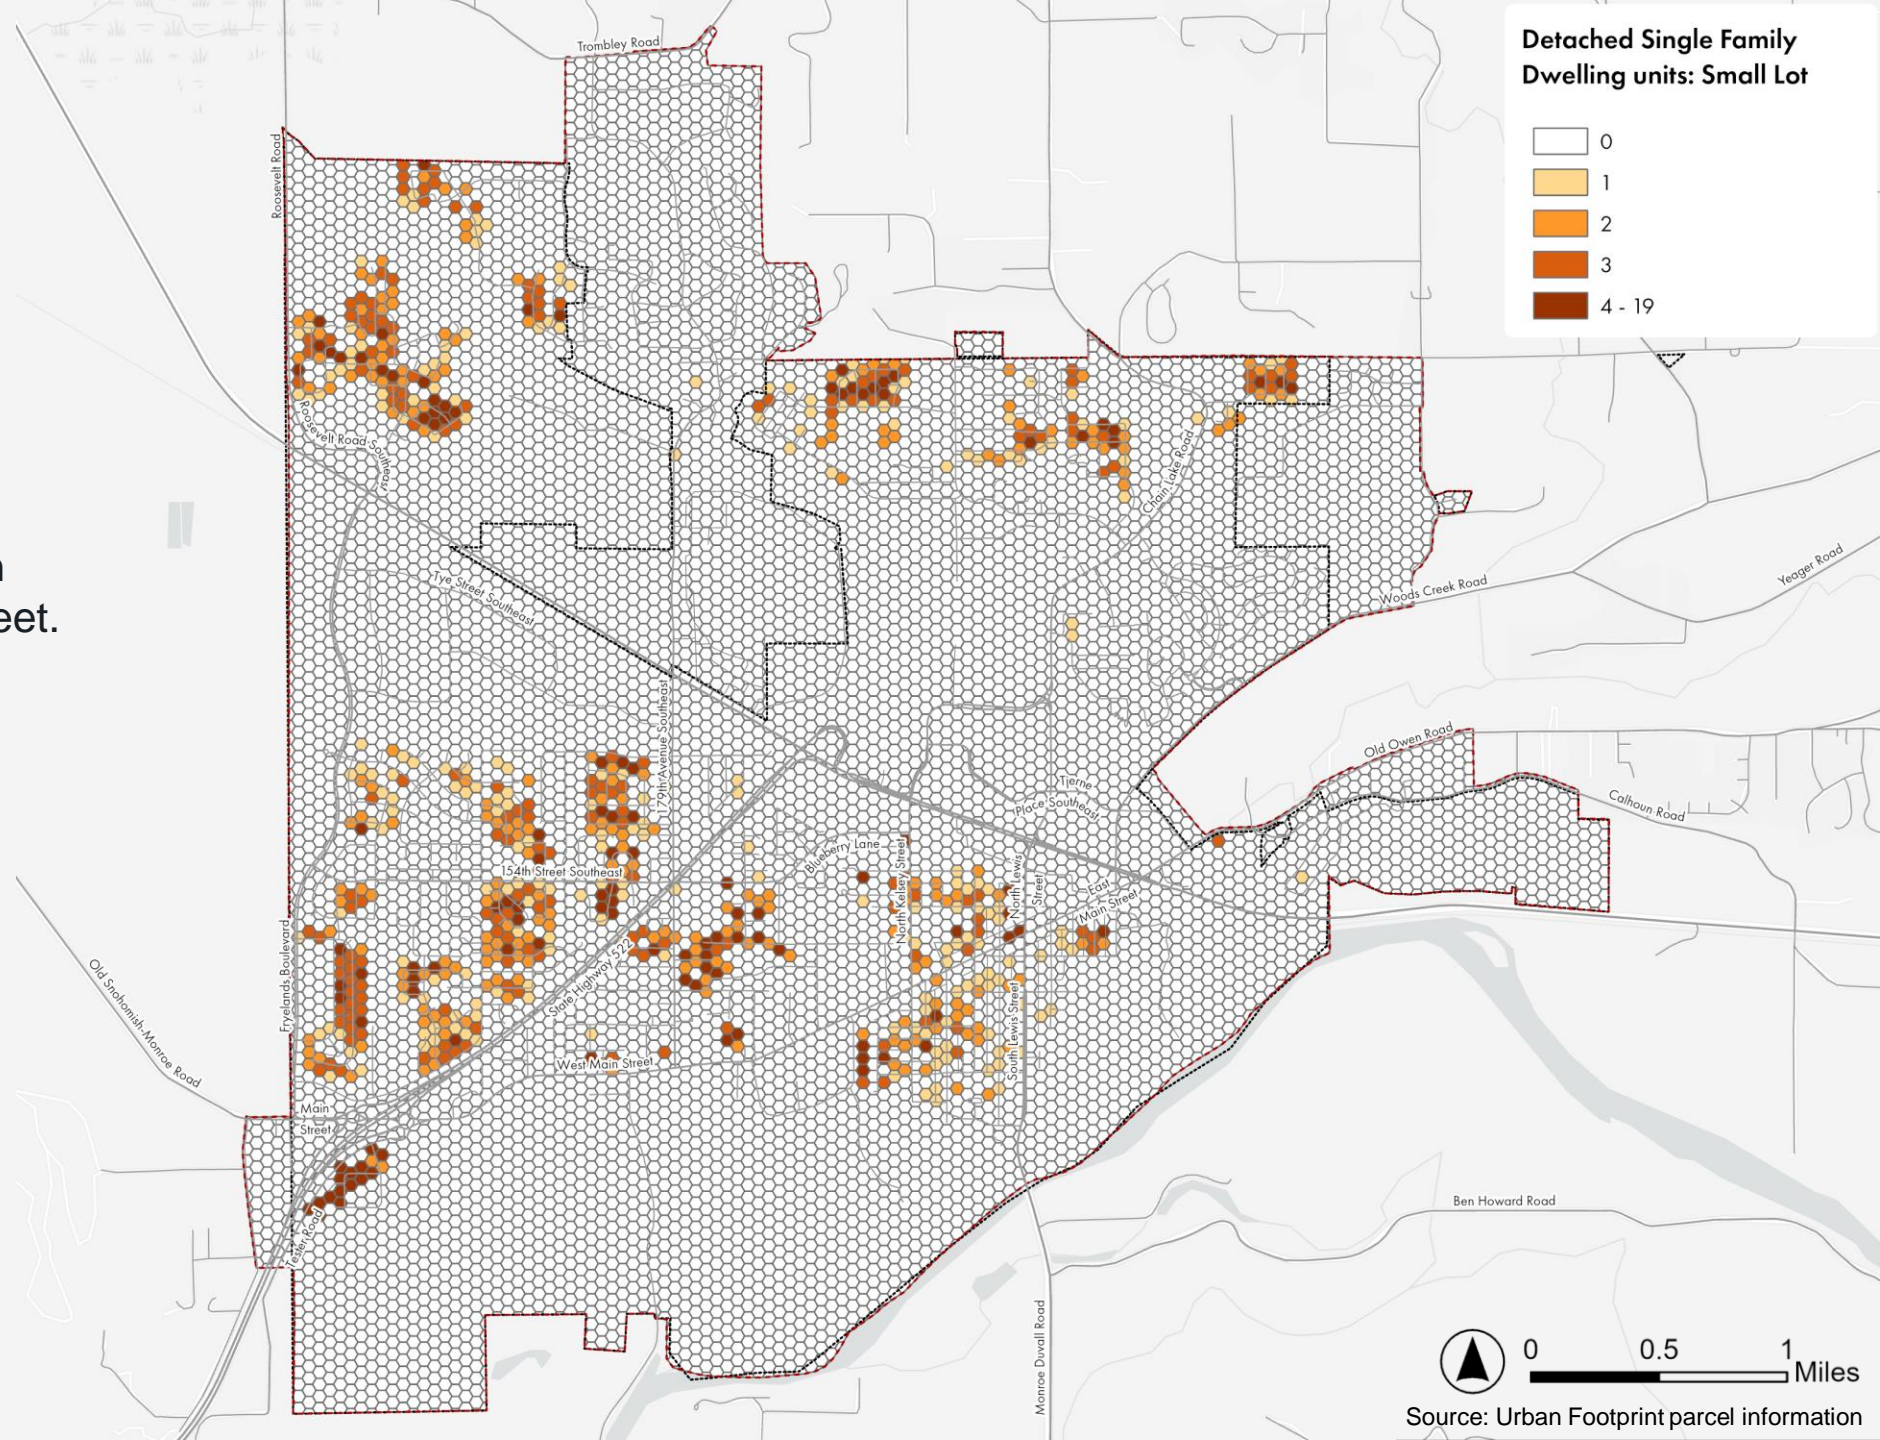 Detached Single Family
Dwelling units: Small Lot
0
1
2
3
4 - 19
Trombley Road
Roosevelt Road
Roosevelt Road Southeast
eet.
Tye Street Southeast
Chain Lake Road
Woods Creek Road
Yeager Road
179th Avenue Southeast
Old Owen Road
Calhoun Road
Tjerne
Place Southeast
Blueberry Lane
154th Street Southeast
North Kelsey Street
North Lewis
Street
East
Main Street
Fryelands Boulevard
State Highway 522
Old Snohomish-Monroe Road
South Lewis Street
West Main Street
Main
Street
Tester Road
Ben Howard Road
Monroe Duvall Road
0 0.5 1
Miles
Source: Urban Footprint parcel information